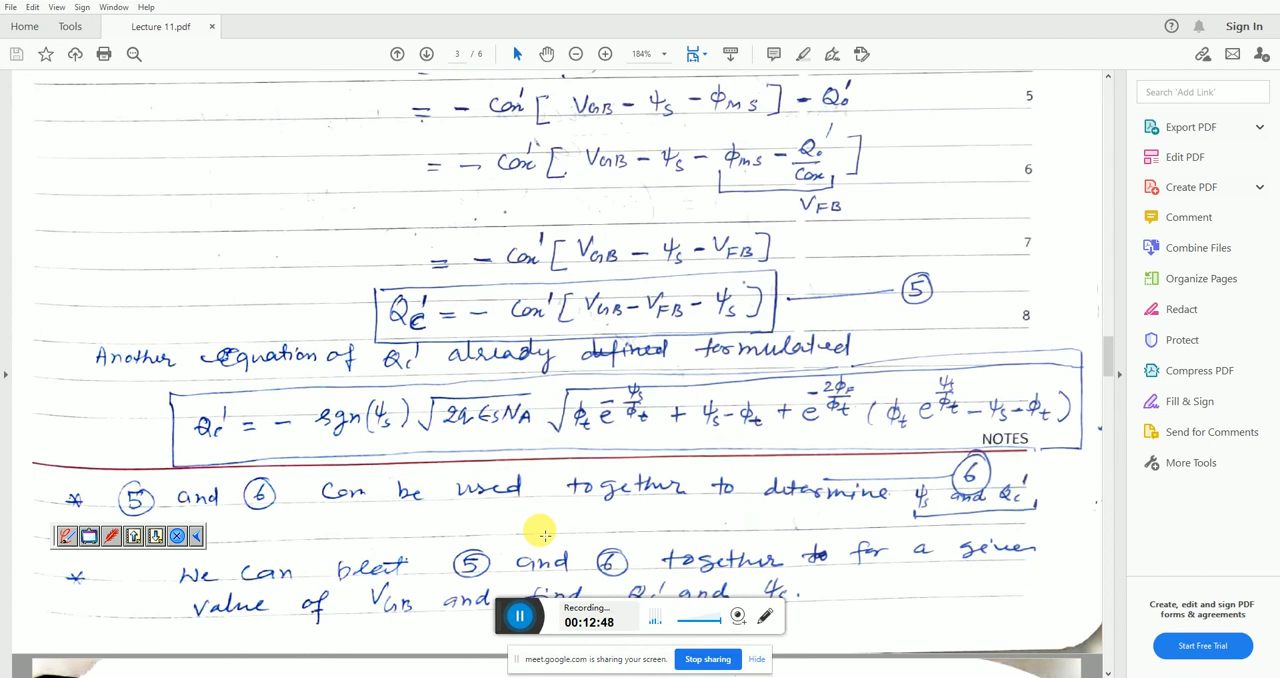 File Edit View Sign Window Help
Home Tools Lecture 11.pdf × Sign In
3 / 6 184%
= - Cox' [ VGB - ψs - ϕMS ] - Qo' 5
= - Cox' [ VGB - ψs - ϕMS - Qo'/Cox ] 6
VFB
= - Cox' [ VGB - ψs - VFB ] 7
Qc' = - Cox' [ VGB - VFB - ψs ] ⑤
8
Another equation of Qc' already defined formulated
Qc' = - sgn(ψs) √2qεsNA √ϕt e^(-ψs/ϕt) + ψs - ϕt + e^(-2ϕF/ϕt) ( ϕt e^(ψs/ϕt) - ψs - ϕt )
NOTES
⑥
* ⑤ and ⑥ can be used together to determine ψs and Qc'
* We can plot ⑤ and ⑥ together to for a given
value of VGB and find Qc' and ψs.
Recording...
00:12:48
meet.google.com is sharing your screen. Stop sharing Hide
Search 'Add Link'
Export PDF
Edit PDF
Create PDF
Comment
Combine Files
Organize Pages
Redact
Protect
Compress PDF
Fill & Sign
Send for Comments
More Tools
Create, edit and sign PDF
forms & agreements
Start Free Trial